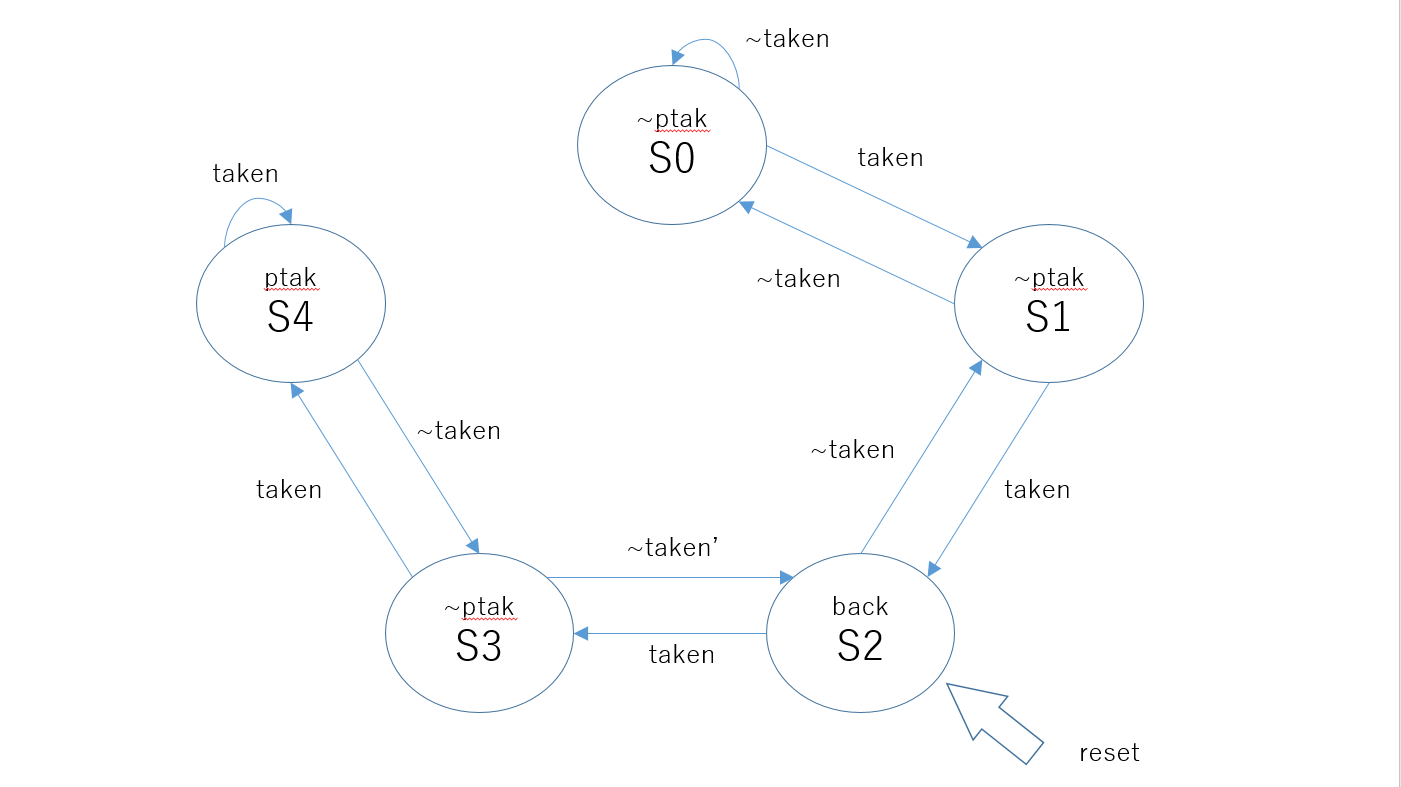 ~taken
~ptak
S0
taken
taken
~taken
ptak
S4
~ptak
S1
~taken
~taken
taken
taken
~taken’
~ptak
S3
back
S2
taken
reset